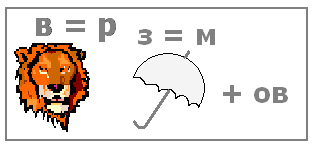 в = р
з = м
+ ов